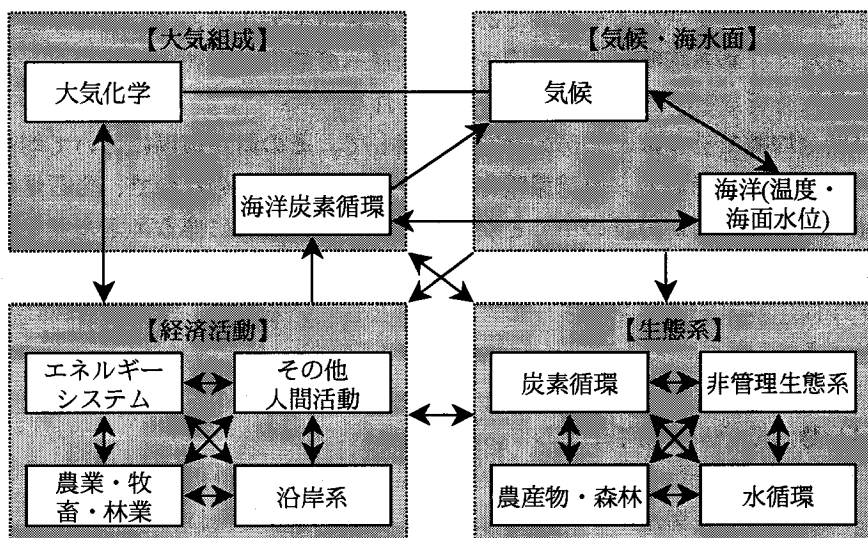 【大気組成】
大気化学
海洋炭素循環
【気候・海水面】
気候
海洋(温度・
海面水位)
【経済活動】
エネルギー
システム
その他
人間活動
農業・牧
畜・林業
沿岸系
【生態系】
炭素循環
非管理生態系
農産物・森林
水循環